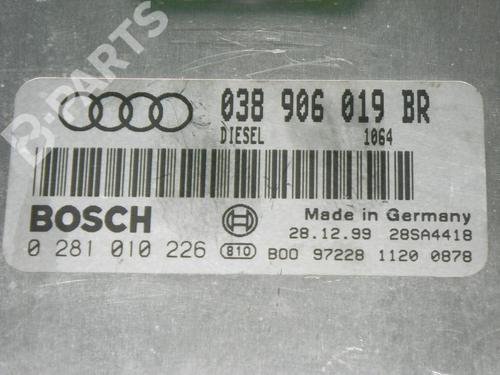 B-PARTS
038 906 019 BR
DIESEL 1064
BOSCH
Made in Germany
28.12.99 28SA4418
0 281 010 226 B10 B00 97228 1120 0878